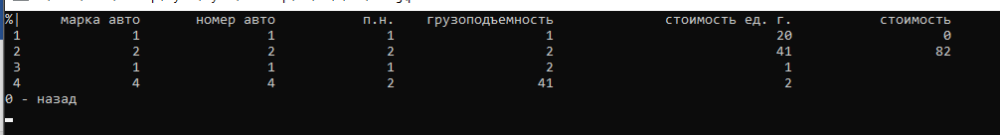 %| марка авто номер авто п.н. грузоподъемность стоимость ед. г. стоимость
1 1 1 1 1 20 0
2 2 2 2 2 41 82
3 1 1 1 2 1
4 4 4 2 41 2
0 - назад